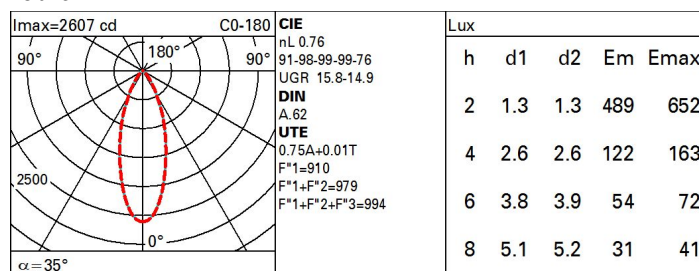 Imax=2607 cd C0-180
90° 180° 90°
2500
0°
α=35°
CIE
nL 0.76
91-98-99-99-76
UGR 15.8-14.9
DIN
A.62
UTE
0.75A+0.01T
F"1=910
F"1+F"2=979
F"1+F"2+F"3=994
Lux
h d1 d2 Em Emax
2 1.3 1.3 489 652
4 2.6 2.6 122 163
6 3.8 3.9 54 72
8 5.1 5.2 31 41